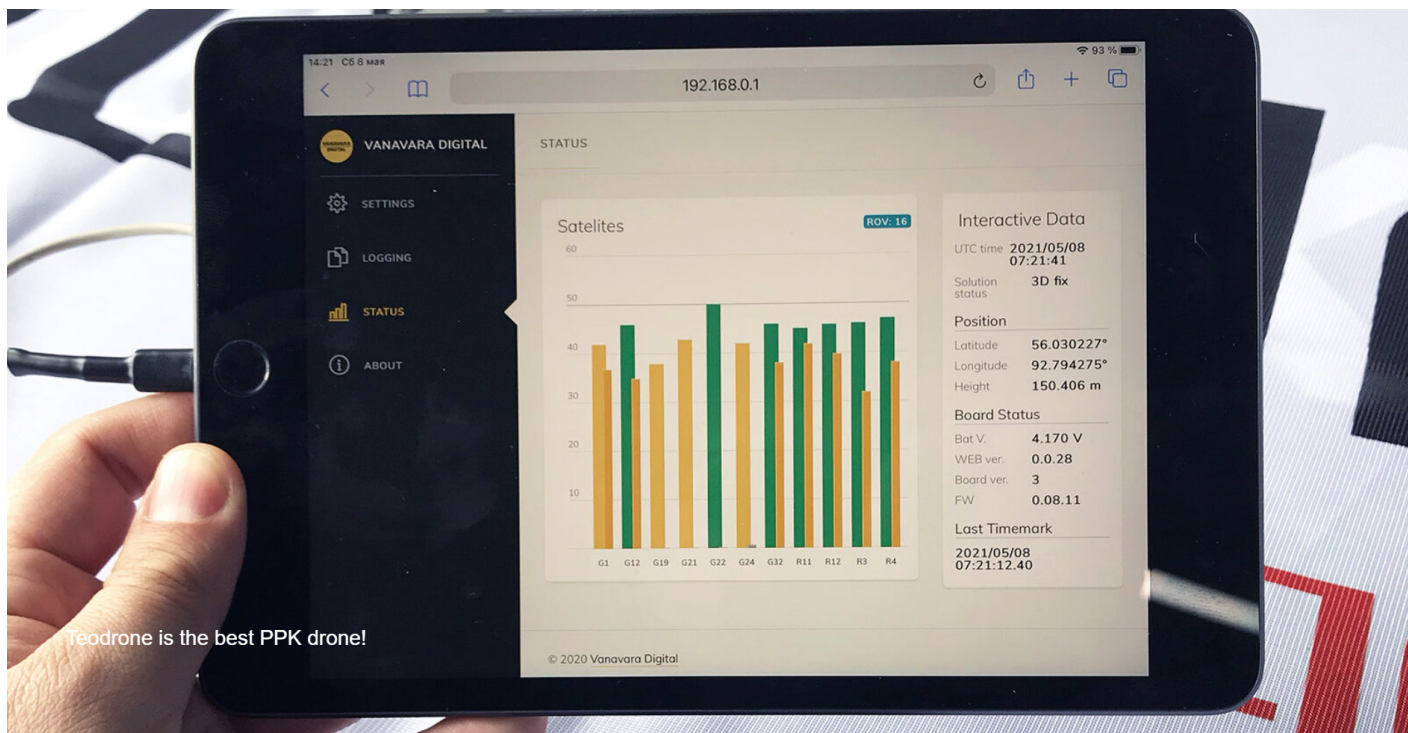 14:21 Сб 8 мая
93 %
192.168.0.1
VANAVARA DIGITAL
STATUS
SETTINGS
LOGGING
STATUS
ABOUT
Satelites
ROV: 16
60
50
40
30
20
10
G1 G12 G19 G21 G22 G24 G32 R11 R12 R3 R4
Interactive Data
UTC time 2021/05/08
07:21:41
Solution 3D fix
status
Position
Latitude 56.030227°
Longitude 92.794275°
Height 150.406 m
Board Status
Bat V. 4.170 V
WEB ver. 0.0.28
Board ver. 3
FW 0.08.11
Last Timemark
2021/05/08
07:21:12.40
© 2020 Vanavara Digital
Teodrone is the best PPK drone!